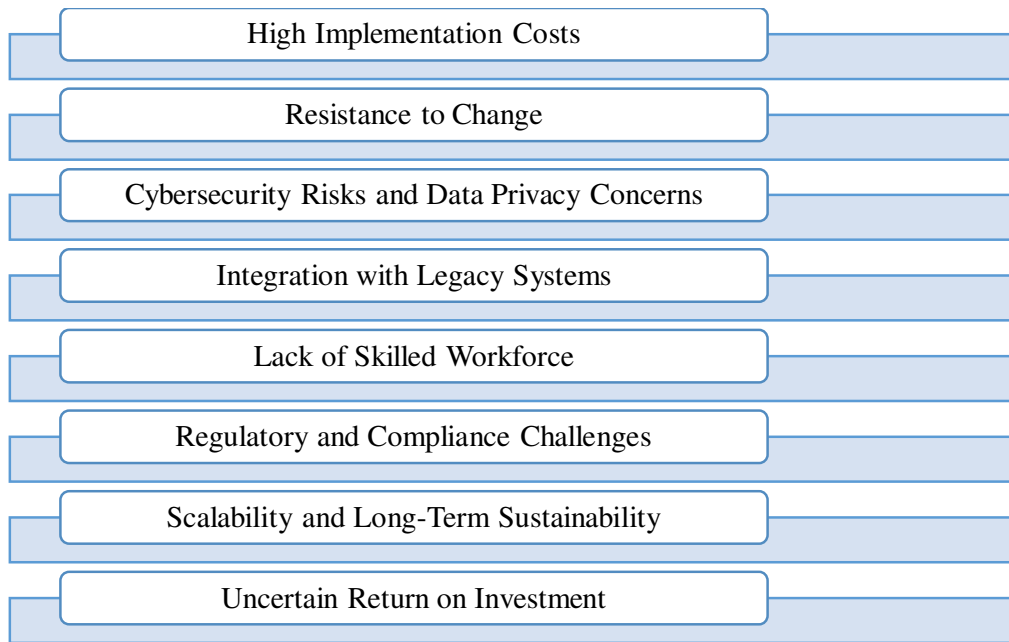 High Implementation Costs
Resistance to Change
Cybersecurity Risks and Data Privacy Concerns
Integration with Legacy Systems
Lack of Skilled Workforce
Regulatory and Compliance Challenges
Scalability and Long-Term Sustainability
Uncertain Return on Investment